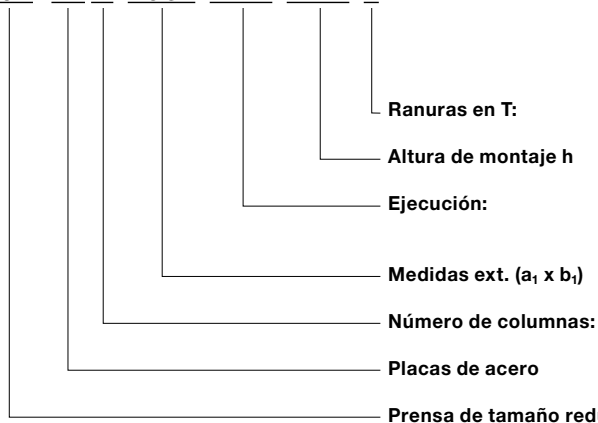 Ranuras en T:
Altura de montaje h
Ejecución:
Medidas ext. (a₁ x b₁)
Número de columnas:
Placas de acero
Prensa de tamaño red